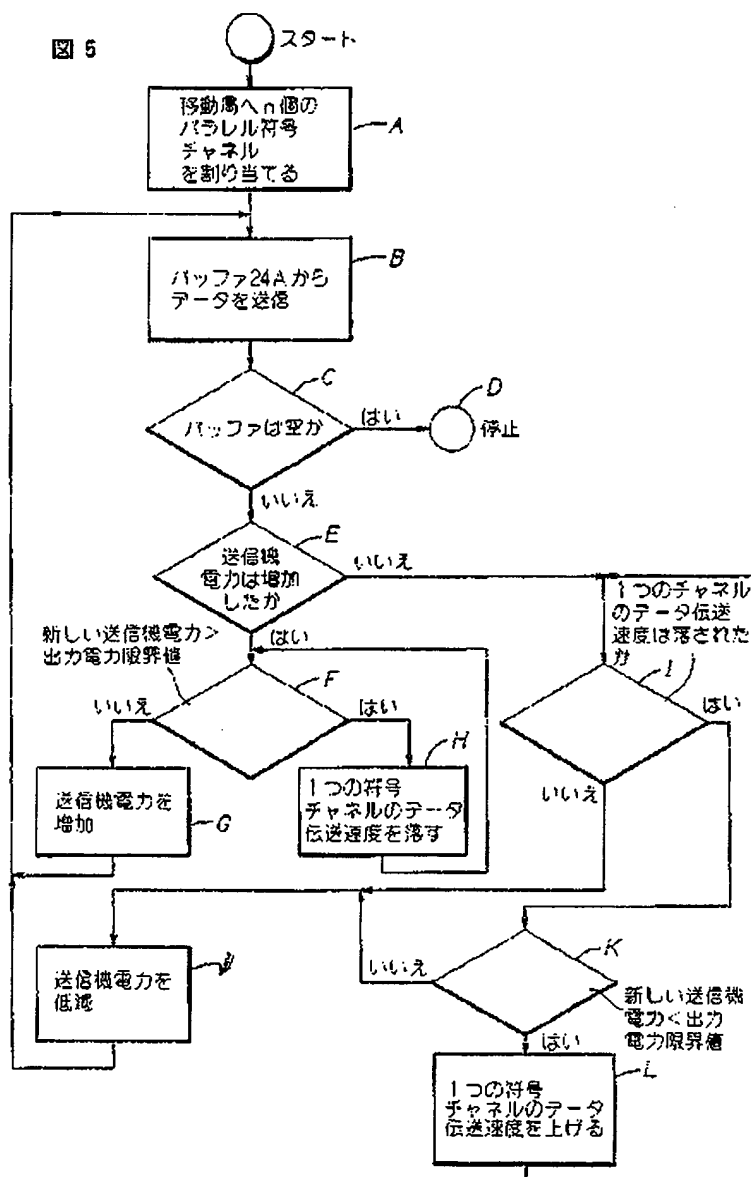 図 5
スタート
移動局へn個の
パラレル符号
チャネル
を割り当てる
A
バッファ24Aから
データを送信
B
バッファは空か
C
はい
D
停止
いいえ
送信機
電力は増加
したか
E
いいえ
はい
1つのチャネル
のデータ伝送
速度は落された
か
I
新しい送信機電力>
出力電力限界値
F
いいえ
はい
はい
いいえ
送信機電力を
増加
G
1つの符号
チャネルのデータ
伝送速度を落す
H
送信機電力を
低減
J
K
いいえ
新しい送信機
電力<出力
電力限界値
はい
1つの符号
チャネルのデータ
伝送速度を上げる
L